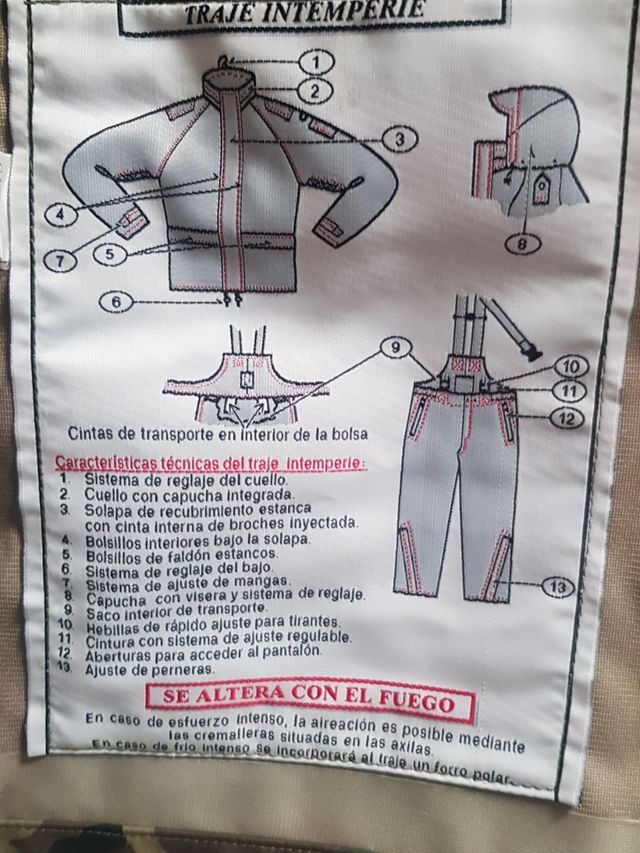 TRAJE INTEMPERIE
1
2
3
4
5
6
7
8
9
10
11
12
13
Cintas de transporte en interior de la bolsa
Características técnicas del traje intemperie:
1. Sistema de reglaje del cuello.
2. Cuello con capucha integrada.
3. Solapa de recubrimiento estanca
con cinta interna de broches inyectada.
4. Bolsillos interiores bajo la solapa.
5. Bolsillos de faldón estancos.
6. Sistema de reglaje del bajo.
7. Sistema de ajuste de mangas.
8. Capucha con visera y sistema de reglaje.
9. Saco interior de transporte.
10. Hebillas de rápido ajuste para tirantes.
11. Cintura con sistema de ajuste regulable.
12. Aberturas para acceder al pantalón.
13. Ajuste de perneras.
SE ALTERA CON EL FUEGO
En caso de esfuerzo intenso, la aireación es posible mediante
las cremalleras situadas en las axilas.
En caso de frio intenso se incorporará al traje un forro polar.